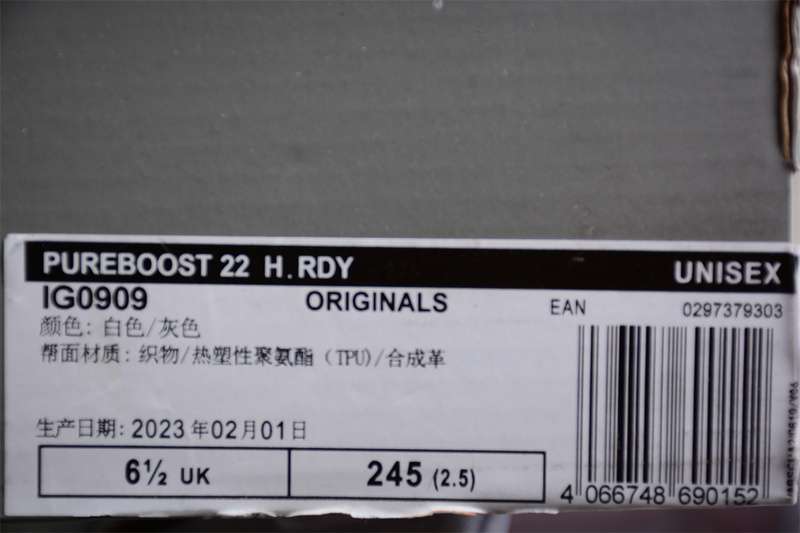 PUREBOOST 22 H.RDY UNISEX
IG0909 ORIGINALS EAN 0297379303
颜色: 白色/灰色
帮面材质: 织物/热塑性聚氨酯 (TPU)/合成革
生产日期: 2023年02月01日
6½ UK 245 (2.5)
4 066748 690152